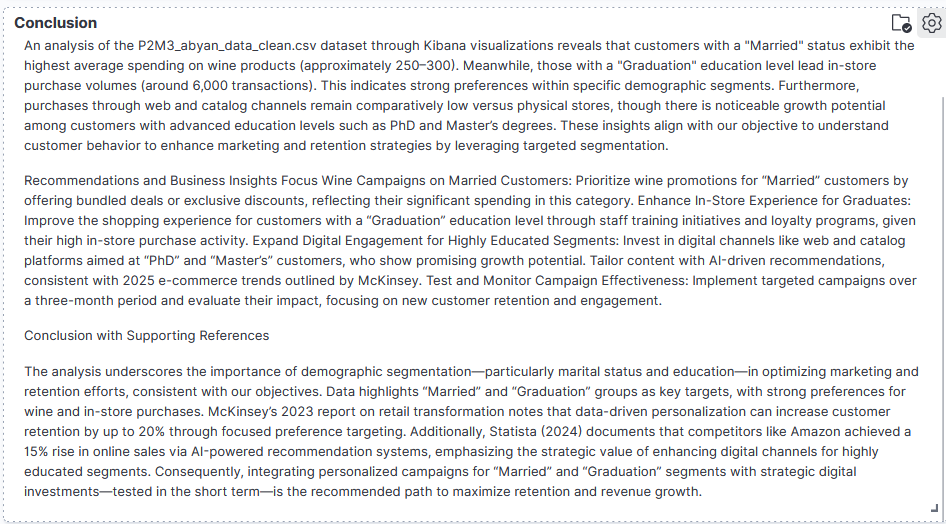 Conclusion
An analysis of the P2M3_abyan_data_clean.csv dataset through Kibana visualizations reveals that customers with a "Married" status exhibit the
highest average spending on wine products (approximately 250–300). Meanwhile, those with a "Graduation" education level lead in-store
purchase volumes (around 6,000 transactions). This indicates strong preferences within specific demographic segments. Furthermore,
purchases through web and catalog channels remain comparatively low versus physical stores, though there is noticeable growth potential
among customers with advanced education levels such as PhD and Master’s degrees. These insights align with our objective to understand
customer behavior to enhance marketing and retention strategies by leveraging targeted segmentation.
Recommendations and Business Insights Focus Wine Campaigns on Married Customers: Prioritize wine promotions for “Married” customers by
offering bundled deals or exclusive discounts, reflecting their significant spending in this category. Enhance In-Store Experience for Graduates:
Improve the shopping experience for customers with a “Graduation” education level through staff training initiatives and loyalty programs, given
their high in-store purchase activity. Expand Digital Engagement for Highly Educated Segments: Invest in digital channels like web and catalog
platforms aimed at “PhD” and “Master’s” customers, who show promising growth potential. Tailor content with AI-driven recommendations,
consistent with 2025 e-commerce trends outlined by McKinsey. Test and Monitor Campaign Effectiveness: Implement targeted campaigns over
a three-month period and evaluate their impact, focusing on new customer retention and engagement.
Conclusion with Supporting References
The analysis underscores the importance of demographic segmentation—particularly marital status and education—in optimizing marketing and
retention efforts, consistent with our objectives. Data highlights “Married” and “Graduation” groups as key targets, with strong preferences for
wine and in-store purchases. McKinsey’s 2023 report on retail transformation notes that data-driven personalization can increase customer
retention by up to 20% through focused preference targeting. Additionally, Statista (2024) documents that competitors like Amazon achieved a
15% rise in online sales via AI-powered recommendation systems, emphasizing the strategic value of enhancing digital channels for highly
educated segments. Consequently, integrating personalized campaigns for “Married” and “Graduation” segments with strategic digital
investments—tested in the short term—is the recommended path to maximize retention and revenue growth.